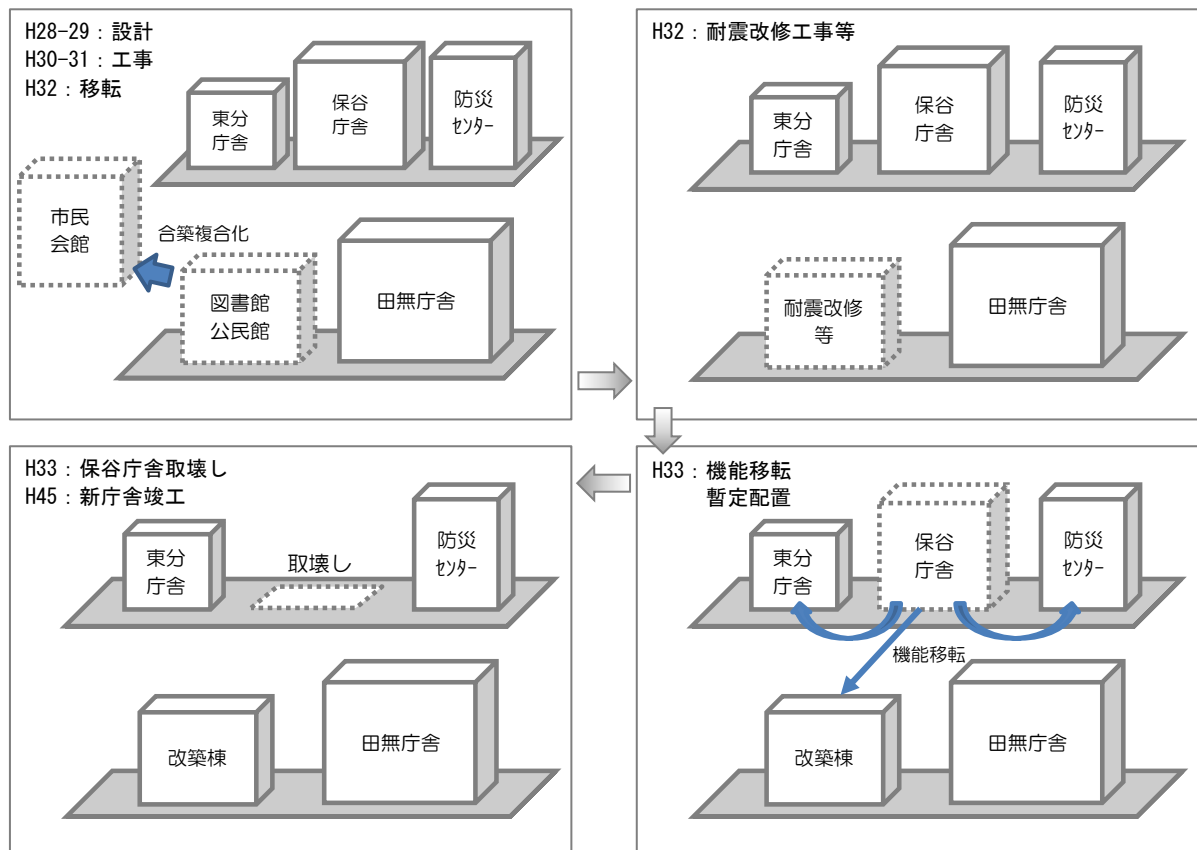 H28-29：設計
H30-31：工事
H32：移転
東分
庁舎
保谷
庁舎
防災
ｾﾝﾀｰ
市民
会館
合築複合化
図書館
公民館
田無庁舎
H32：耐震改修工事等
東分
庁舎
保谷
庁舎
防災
ｾﾝﾀｰ
耐震改修
等
田無庁舎
H33：機能移転
暫定配置
東分
庁舎
保谷
庁舎
防災
ｾﾝﾀｰ
機能移転
改築棟
田無庁舎
H33：保谷庁舎取壊し
H45：新庁舎竣工
東分
庁舎
取壊し
防災
ｾﾝﾀｰ
改築棟
田無庁舎